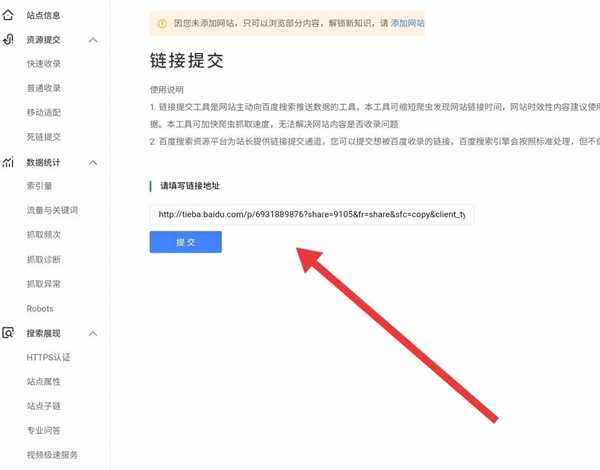 站点信息
资源提交
快速收录
普通收录
移动适配
死链提交
数据统计
索引量
流量与关键词
抓取频次
抓取诊断
抓取异常
Robots
搜索展现
HTTPS认证
站点属性
站点子链
专业问答
视频极速服务
因您未添加网站，只可以浏览部分内容，解锁新知识，请 添加网站
链接提交
使用说明
1. 链接提交工具是网站主动向百度搜索推送数据的工具，本工具可缩短爬虫发现网站链接时间，网站时效性内容建议使用
据。本工具可加快爬虫抓取速度，无法解决网站内容是否收录问题
2. 百度搜索资源平台为站长提供链接提交通道，您可以提交想被百度收录的链接，百度搜索引擎会按照标准处理，但不
请填写链接地址
http://tieba.baidu.com/p/6931889876?share=9105&fr=share&sfc=copy&client_ty
提交